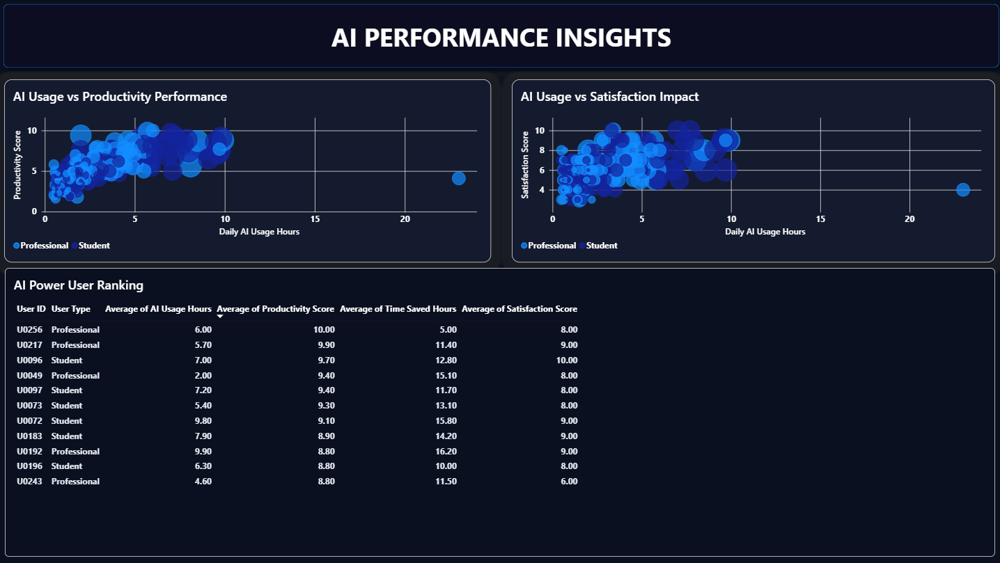 AI PERFORMANCE INSIGHTS
AI Usage vs Productivity Performance
Productivity Score
10
5
0
0 5 10 15 20
Daily AI Usage Hours
Professional Student
AI Usage vs Satisfaction Impact
Satisfaction Score
10
8
6
4
0 5 10 15 20
Daily AI Usage Hours
Professional Student
AI Power User Ranking
User ID User Type Average of AI Usage Hours Average of Productivity Score Average of Time Saved Hours Average of Satisfaction Score
U0256 Professional 6.00 10.00 5.00 8.00
U0217 Professional 5.70 9.90 11.40 9.00
U0096 Student 7.00 9.70 12.80 10.00
U0049 Professional 2.00 9.40 15.10 8.00
U0097 Student 7.20 9.40 11.70 8.00
U0073 Student 5.40 9.30 13.10 8.00
U0072 Student 9.80 9.10 15.80 9.00
U0183 Student 7.90 8.90 14.20 9.00
U0192 Professional 9.90 8.80 16.20 9.00
U0196 Student 6.30 8.80 10.00 8.00
U0243 Professional 4.60 8.80 11.50 6.00